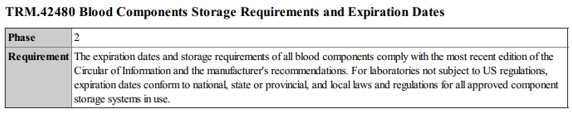 TRM.42480 Blood Components Storage Requirements and Expiration Dates
Phase 2
Requirement The expiration dates and storage requirements of all blood components comply with the most recent edition of the
Circular of Information and the manufacturer's recommendations. For laboratories not subject to US regulations,
expiration dates conform to national, state or provincial, and local laws and regulations for all approved component
storage systems in use.